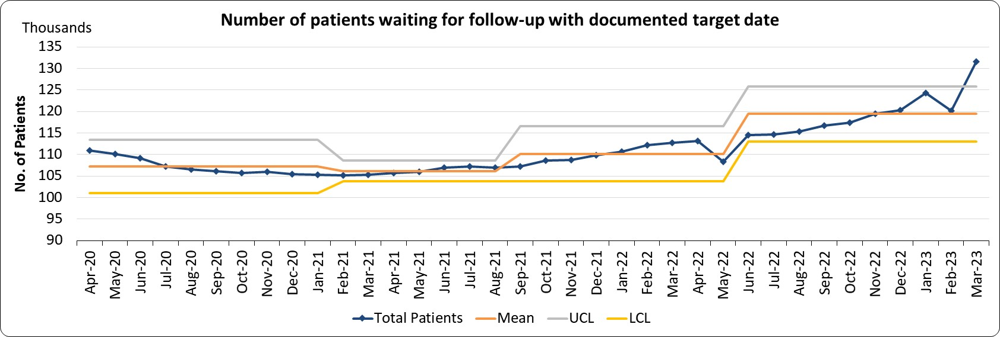 Number of patients waiting for follow-up with documented target date
Thousands
No. of Patients
135
130
125
120
115
110
105
100
95
90
Apr-20
May-20
Jun-20
Jul-20
Aug-20
Sep-20
Oct-20
Nov-20
Dec-20
Jan-21
Feb-21
Mar-21
Apr-21
May-21
Jun-21
Jul-21
Aug-21
Sep-21
Oct-21
Nov-21
Dec-21
Jan-22
Feb-22
Mar-22
Apr-22
May-22
Jun-22
Jul-22
Aug-22
Sep-22
Oct-22
Nov-22
Dec-22
Jan-23
Feb-23
Mar-23
Total Patients Mean UCL LCL